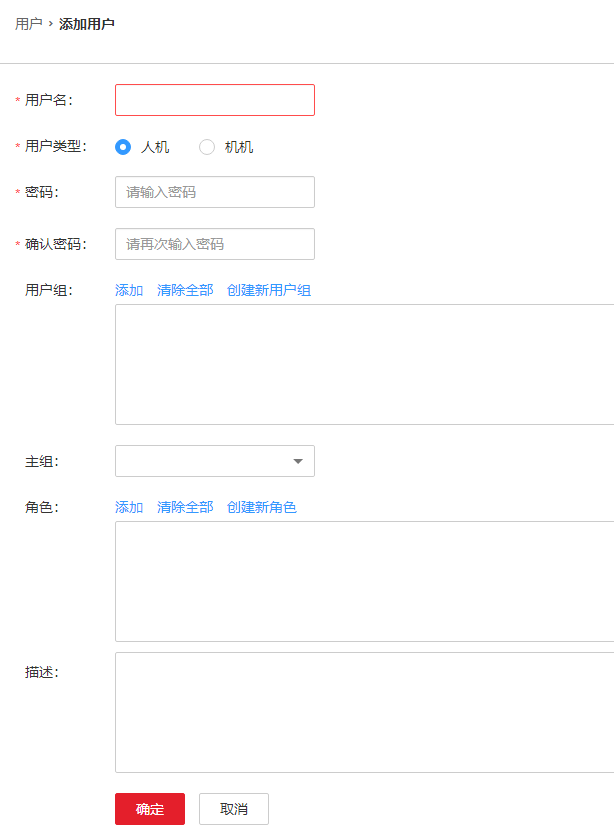 用户 › 添加用户
* 用户名:
* 用户类型: 人机 机机
* 密码: 请输入密码
* 确认密码: 请再次输入密码
用户组: 添加 清除全部 创建新用户组
主组:
角色: 添加 清除全部 创建新角色
描述:
确定 取消